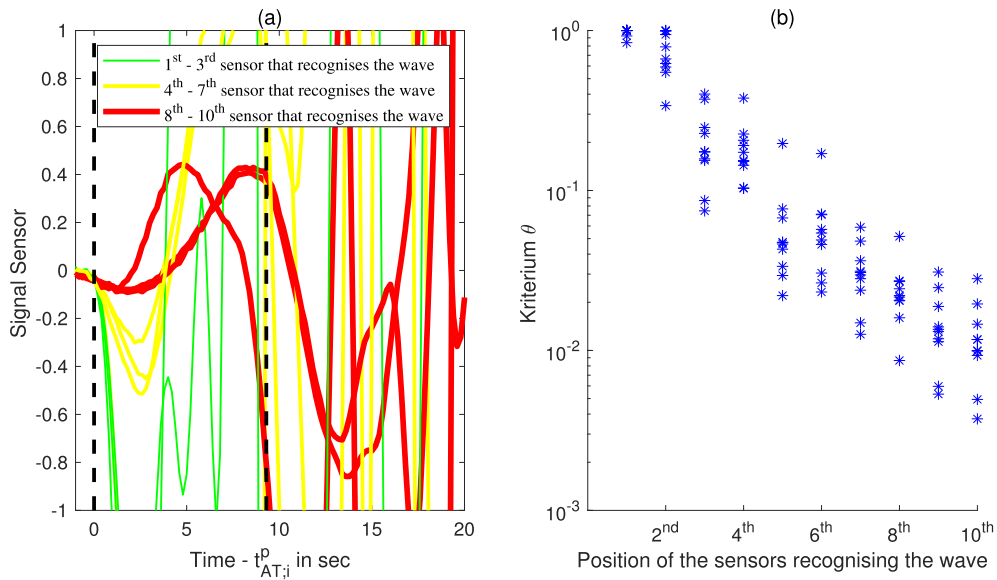 (a)
1
0.8
0.6
0.4
0.2
0
-0.2
-0.4
-0.6
-0.8
-1
Signal Sensor
1st - 3rd sensor that recognises the wave
4th - 7th sensor that recognises the wave
8th - 10th sensor that recognises the wave
0 5 10 15 20
Time - t^p_AT;i in sec
(b)
10^0
10^-1
10^-2
10^-3
Kriterium θ
2nd 4th 6th 8th 10th
Position of the sensors recognising the wave